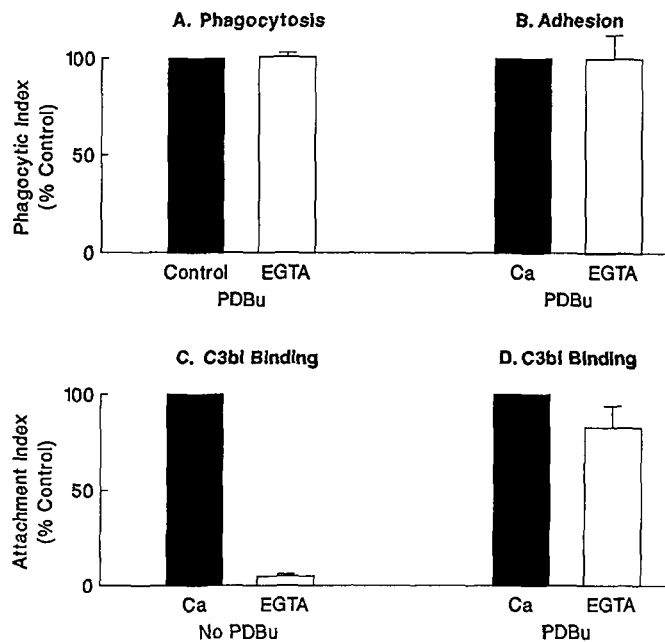 A. Phagocytosis
B. Adhesion
Phagocytic Index
(% Control)
100
50
0
Control EGTA
PDBu
Ca EGTA
PDBu
C. C3bi Binding
D. C3bi Binding
Attachment Index
(% Control)
100
50
0
Ca EGTA
No PDBu
Ca EGTA
PDBu